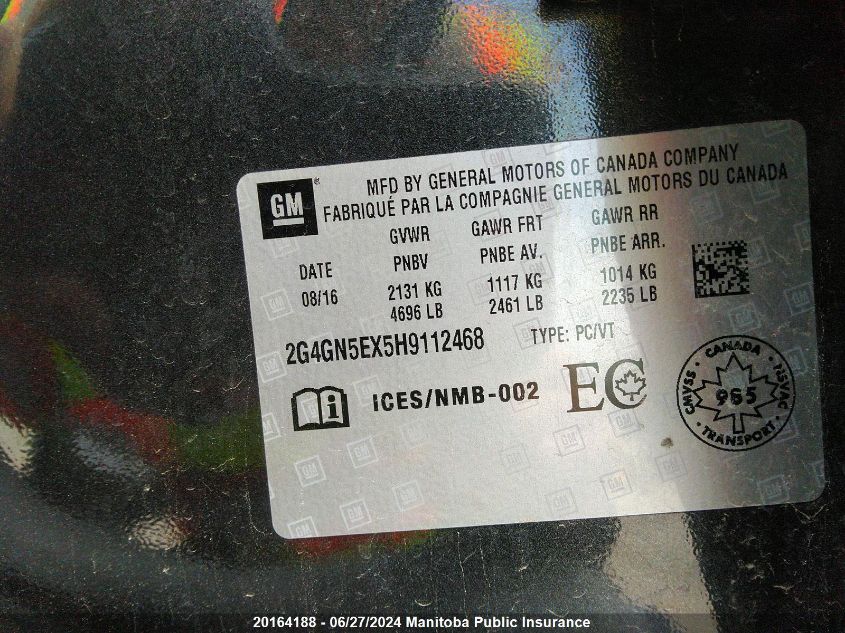 GM
MFD BY GENERAL MOTORS OF CANADA COMPANY
FABRIQUÉ PAR LA COMPAGNIE GENERAL MOTORS DU CANADA
DATE GVWR GAWR FRT GAWR RR
PNBV PNBE AV. PNBE ARR.
08/16 2131 KG 1117 KG 1014 KG
4696 LB 2461 LB 2235 LB
2G4GN5EX5H9112468 TYPE: PC/VT
ICES/NMB-002 EC
CANADA
CMVSS 985 NSVAC
TRANSPORT
20164188 - 06/27/2024 Manitoba Public Insurance